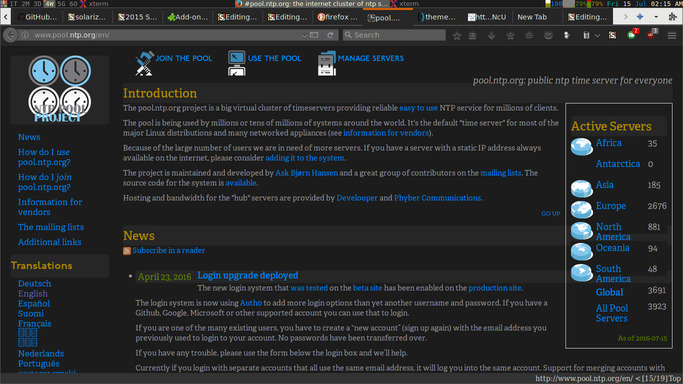 1T 2M 3D 4W 5G 6G xterm #pool.ntp.org: the internet cluster of ntp s... xterm 100 79% 79% Fri 15 Jul 02:15 AM
GitHub... solariz... 2015 S... Add-on... Editing... Editing... firefox ... pool.... theme... http...NcU New Tab Editing...
www.pool.ntp.org/en/ Search
JOIN THE POOL USE THE POOL MANAGE SERVERS
pool.ntp.org: public ntp time server for everyone
NTP POOL
PROJECT
News
How do I use
pool.ntp.org?
How do I join
pool.ntp.org?
Information for
vendors
The mailing lists
Additional links
Translations
Deutsch
English
Español
Suomi
Français
Nederlands
Português
Introduction
The pool.ntp.org project is a big virtual cluster of timeservers providing reliable easy to use NTP service for millions of clients.
The pool is being used by millions or tens of millions of systems around the world. It's the default "time server" for most of the
major Linux distributions and many networked appliances (see information for vendors).
Because of the large number of users we are in need of more servers. If you have a server with a static IP address always
available on the internet, please consider adding it to the system.
The project is maintained and developed by Ask Bjørn Hansen and a great group of contributors on the mailing lists. The
source code for the system is available.
Hosting and bandwidth for the "hub" servers are provided by Develooper and Phyber Communications.
GO UP
News
Subscribe in a reader
April 23, 2016 Login upgrade deployed
The new login system that was tested on the beta site has been enabled on the production site.
The login system is now using Auth0 to add more login options than yet another username and password. If you have a
Github, Google, Microsoft or other supported account you can use that to login.
If you are one of the many existing users, you have to create a "new account" (sign up again) with the email address you
previously used to login to your account. No passwords have been transferred over.
If you have any trouble, please use the form below the login box and we'll help.
Currently if you login with separate accounts that all use the same email address, it will log you into the same account. Support for merging accounts with
Active Servers
Africa 35
Antarctica 0
Asia 185
Europe 2676
North
America 881
Oceania 94
South
America 48
Global 3691
All Pool
Servers 3923
As of 2016-07-15
http://www.pool.ntp.org/en/ < [15/19] Top